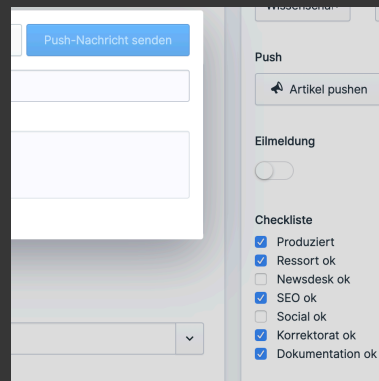 Push-Nachricht senden
Push
Artikel pushen
Eilmeldung
Checkliste
Produziert
Ressort ok
Newsdesk ok
SEO ok
Social ok
Korrektorat ok
Dokumentation ok